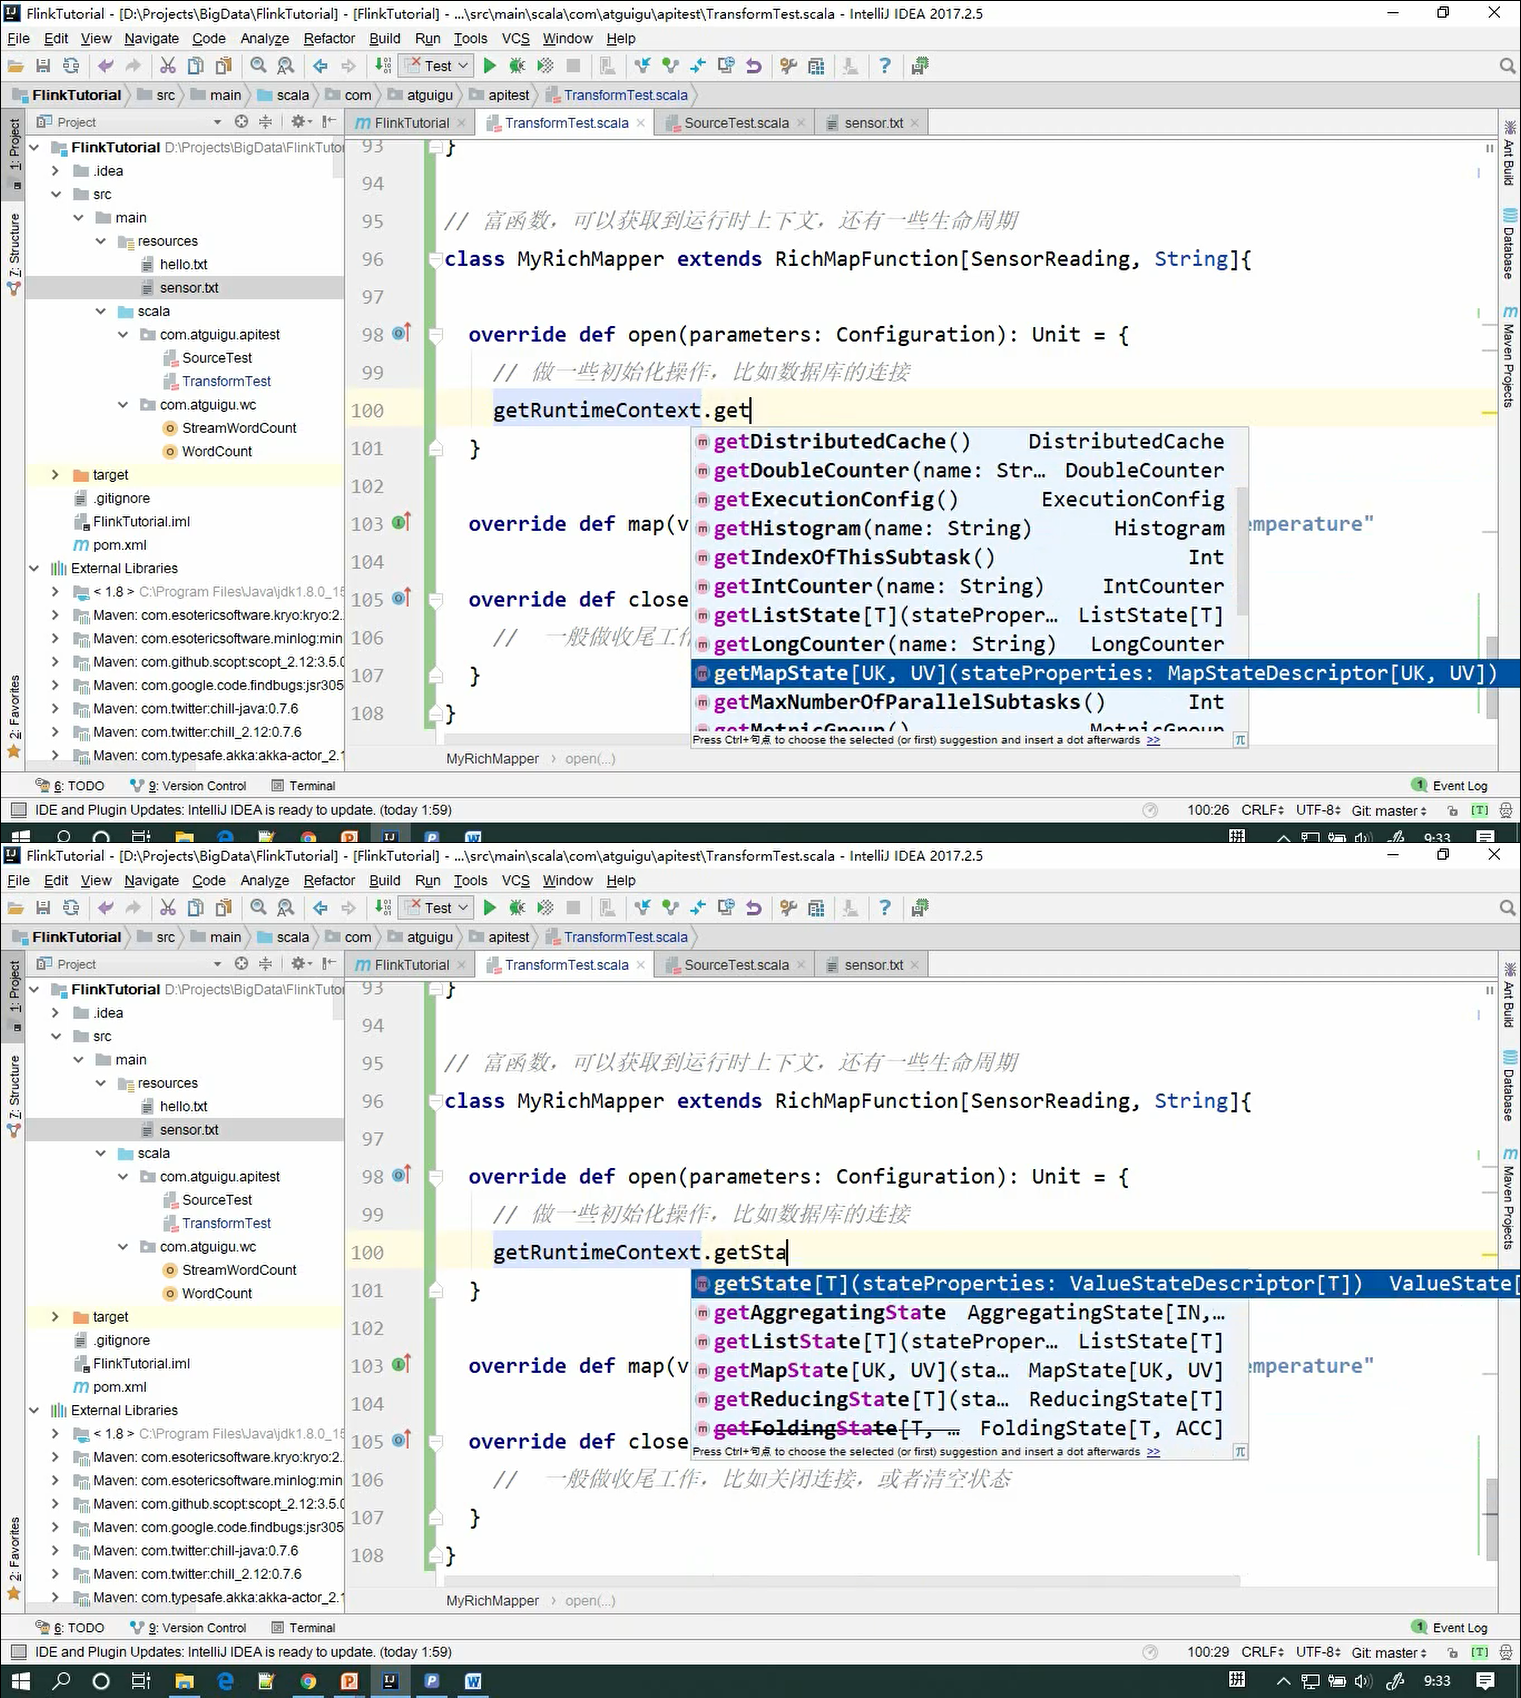 FlinkTutorial - [D:\Projects\BigData\FlinkTutorial] - [FlinkTutorial] - ...\src\main\scala\com\atguigu\apitest\TransformTest.scala - IntelliJ IDEA 2017.2.5
File Edit View Navigate Code Analyze Refactor Build Run Tools VCS Window Help
Test
FlinkTutorial src main scala com atguigu apitest TransformTest.scala
Project
FlinkTutorial TransformTest.scala SourceTest.scala sensor.txt
1: Project
7: Structure
2: Favorites
Ant Build
Database
Maven Projects
FlinkTutorial D:\Projects\BigData\FlinkTutor
.idea
src
main
resources
hello.txt
sensor.txt
scala
com.atguigu.apitest
SourceTest
TransformTest
com.atguigu.wc
StreamWordCount
WordCount
target
.gitignore
FlinkTutorial.iml
pom.xml
External Libraries
< 1.8 > C:\Program Files\Java\jdk1.8.0_15
Maven: com.esotericsoftware.kryo:kryo:2.
Maven: com.esotericsoftware.minlog:min
Maven: com.github.scopt:scopt_2.12:3.5.0
Maven: com.google.code.findbugs:jsr305
Maven: com.twitter:chill-java:0.7.6
Maven: com.twitter:chill_2.12:0.7.6
Maven: com.typesafe.akka:akka-actor_2.1
93 }
94
95 // 富函数，可以获取到运行时上下文，还有一些生命周期
96 class MyRichMapper extends RichMapFunction[SensorReading, String]{
97
98 override def open(parameters: Configuration): Unit = {
99 // 做一些初始化操作，比如数据库的连接
100 getRuntimeContext.get
101 }
102
103 override def map(v emperature"
104
105 override def close
106 // 一般做收尾工作
107 }
108 }
getDistributedCache() DistributedCache
getDoubleCounter(name: Str... DoubleCounter
getExecutionConfig() ExecutionConfig
getHistogram(name: String) Histogram
getIndexOfThisSubtask() Int
getIntCounter(name: String) IntCounter
getListState[T](stateProper... ListState[T]
getLongCounter(name: String) LongCounter
getMapState[UK, UV](stateProperties: MapStateDescriptor[UK, UV])
getMaxNumberOfParallelSubtasks() Int
getMetricGroup() MetricGroup
Press Ctrl+句点 to choose the selected (or first) suggestion and insert a dot afterwards >> π
MyRichMapper open(...)
6: TODO 9: Version Control Terminal 1 Event Log
IDE and Plugin Updates: IntelliJ IDEA is ready to update. (today 1:59) 100:26 CRLF UTF-8 Git: master [T]
拼 9:33
FlinkTutorial - [D:\Projects\BigData\FlinkTutorial] - [FlinkTutorial] - ...\src\main\scala\com\atguigu\apitest\TransformTest.scala - IntelliJ IDEA 2017.2.5
File Edit View Navigate Code Analyze Refactor Build Run Tools VCS Window Help
Test
FlinkTutorial src main scala com atguigu apitest TransformTest.scala
Project
FlinkTutorial TransformTest.scala SourceTest.scala sensor.txt
1: Project
7: Structure
2: Favorites
Ant Build
Database
Maven Projects
FlinkTutorial D:\Projects\BigData\FlinkTutor
.idea
src
main
resources
hello.txt
sensor.txt
scala
com.atguigu.apitest
SourceTest
TransformTest
com.atguigu.wc
StreamWordCount
WordCount
target
.gitignore
FlinkTutorial.iml
pom.xml
External Libraries
< 1.8 > C:\Program Files\Java\jdk1.8.0_15
Maven: com.esotericsoftware.kryo:kryo:2.
Maven: com.esotericsoftware.minlog:min
Maven: com.github.scopt:scopt_2.12:3.5.0
Maven: com.google.code.findbugs:jsr305
Maven: com.twitter:chill-java:0.7.6
Maven: com.twitter:chill_2.12:0.7.6
Maven: com.typesafe.akka:akka-actor_2.1
93 }
94
95 // 富函数，可以获取到运行时上下文，还有一些生命周期
96 class MyRichMapper extends RichMapFunction[SensorReading, String]{
97
98 override def open(parameters: Configuration): Unit = {
99 // 做一些初始化操作，比如数据库的连接
100 getRuntimeContext.getSta
101 }
102
103 override def map(v emperature"
104
105 override def close
106 // 一般做收尾工作，比如关闭连接，或者清空状态
107 }
108 }
getState[T](stateProperties: ValueStateDescriptor[T]) ValueState[
getAggregatingState AggregatingState[IN,...
getListState[T](stateProper... ListState[T]
getMapState[UK, UV](sta... MapState[UK, UV]
getReducingState[T](sta... ReducingState[T]
getFoldingState[T, ... FoldingState[T, ACC]
Press Ctrl+句点 to choose the selected (or first) suggestion and insert a dot afterwards >> π
MyRichMapper open(...)
6: TODO 9: Version Control Terminal 1 Event Log
IDE and Plugin Updates: IntelliJ IDEA is ready to update. (today 1:59) 100:29 CRLF UTF-8 Git: master [T]
拼 9:33